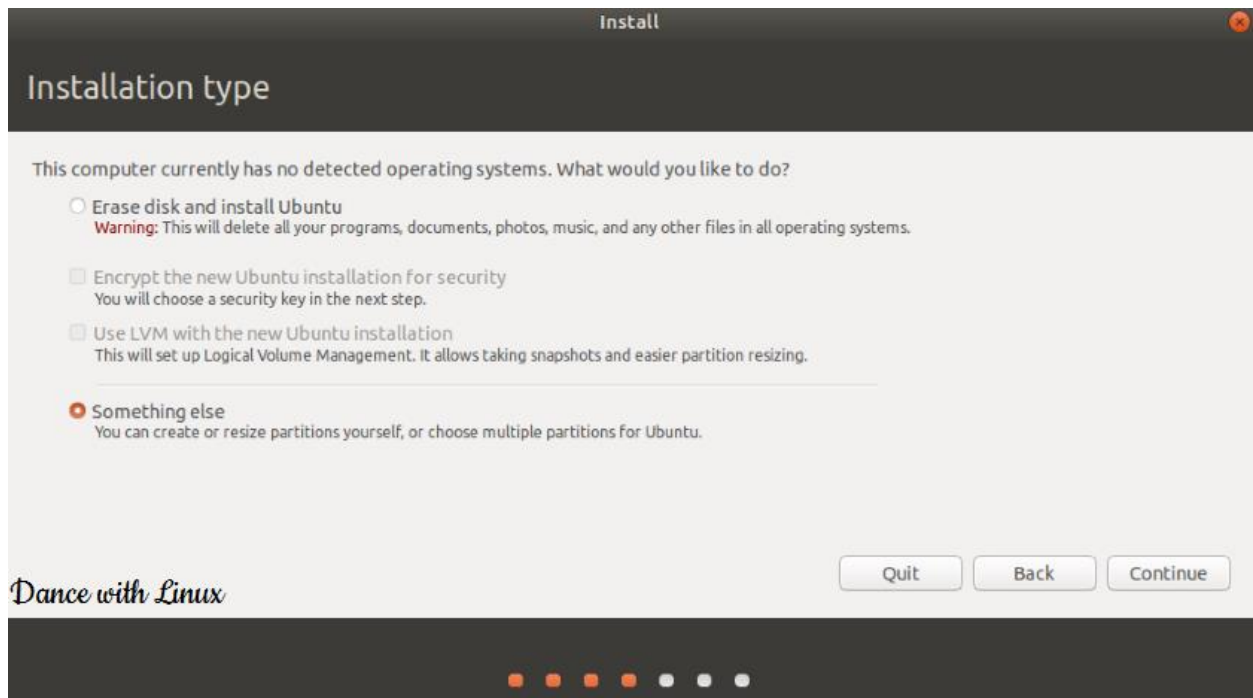 Install
Installation type
This computer currently has no detected operating systems. What would you like to do?
Erase disk and install Ubuntu
Warning: This will delete all your programs, documents, photos, music, and any other files in all operating systems.
Encrypt the new Ubuntu installation for security
You will choose a security key in the next step.
Use LVM with the new Ubuntu installation
This will set up Logical Volume Management. It allows taking snapshots and easier partition resizing.
Something else
You can create or resize partitions yourself, or choose multiple partitions for Ubuntu.
Quit Back Continue
Dance with Linux